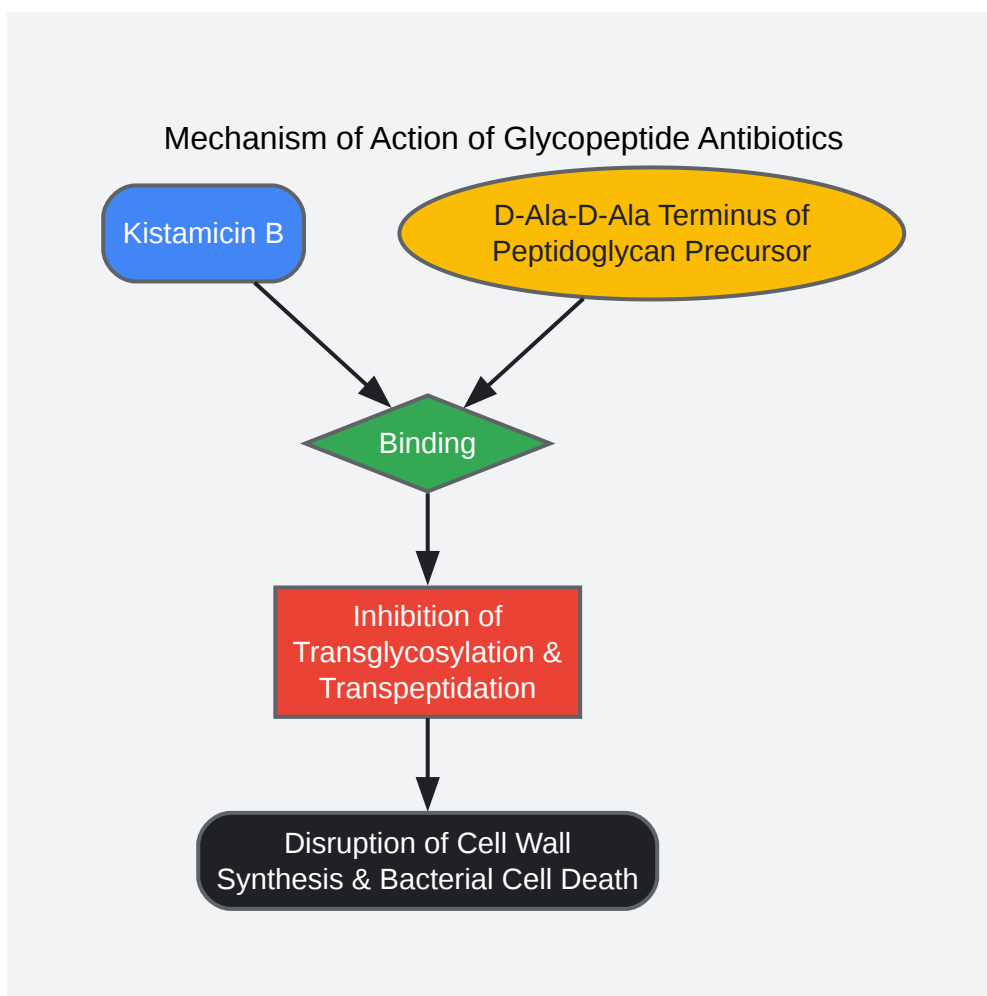 Mechanism of Action of Glycopeptide Antibiotics
Kistamicin B
D-Ala-D-Ala Terminus of
Peptidoglycan Precursor
Binding
Inhibition of
Transglycosylation &
Transpeptidation
Disruption of Cell Wall
Synthesis & Bacterial Cell Death